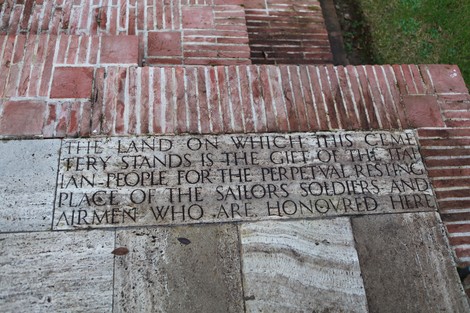 THE LAND ON WHICH THIS CEME
TERY STANDS IS THE GIFT OF THE ITAL
IAN PEOPLE FOR THE PERPETUAL RESTING
PLACE OF THE SAILORS SOLDIERS AND
AIRMEN WHO ARE HONOURED HERE